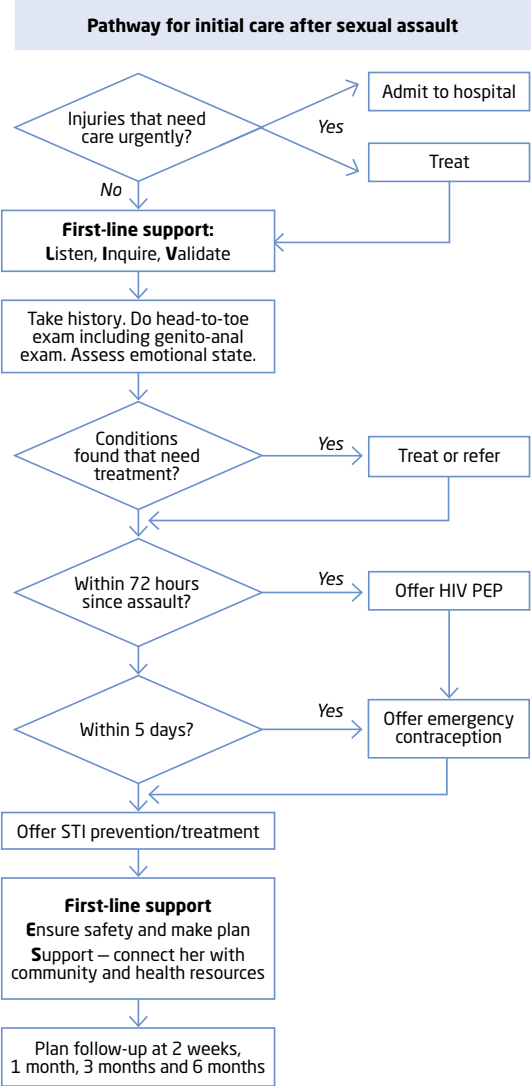 Pathway for initial care after sexual assault
Injuries that need
care urgently?
Yes
Admit to hospital
Treat
No
First-line support:
Listen, Inquire, Validate
Take history. Do head-to-toe
exam including genito-anal
exam. Assess emotional state.
Conditions
found that need
treatment?
Yes
Treat or refer
Within 72 hours
since assault?
Yes
Offer HIV PEP
Within 5 days?
Yes
Offer emergency
contraception
Offer STI prevention/treatment
First-line support
Ensure safety and make plan
Support – connect her with
community and health resources
Plan follow-up at 2 weeks,
1 month, 3 months and 6 months